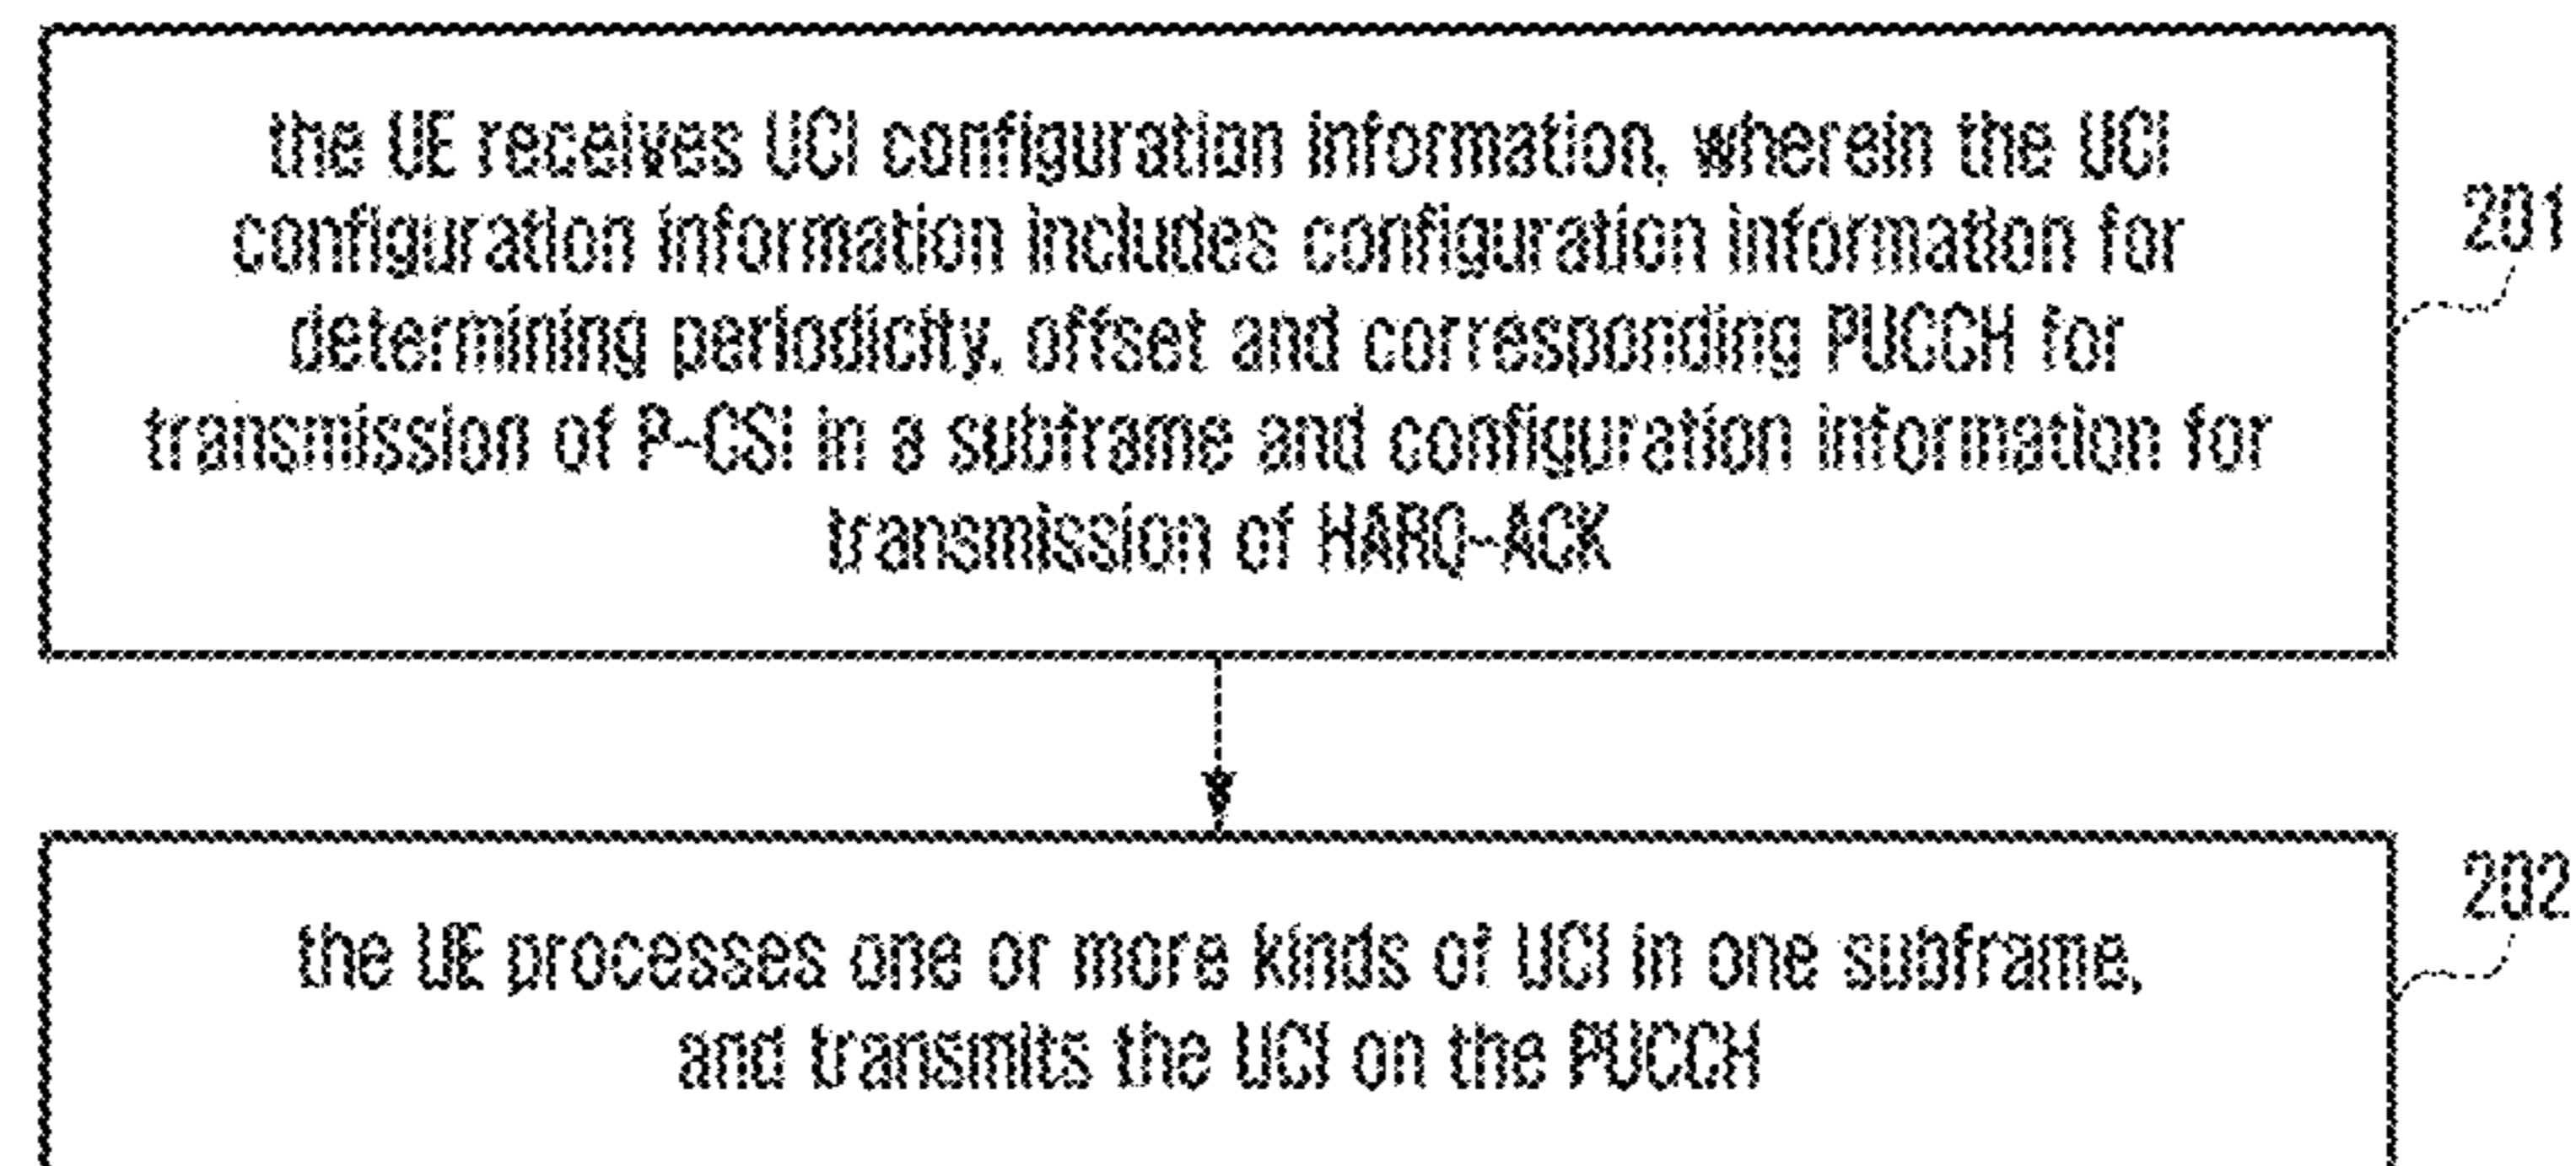 the UE receives UCI configuration information, wherein the UCI
configuration information includes configuration information for
determining periodicity, offset and corresponding PUCCH for
transmission of P-CSI in a subframe and configuration information for
transmission of HARQ-ACK
201
the UE processes one or more kinds of UCI in one subframe,
and transmits the UCI on the PUCCH
202